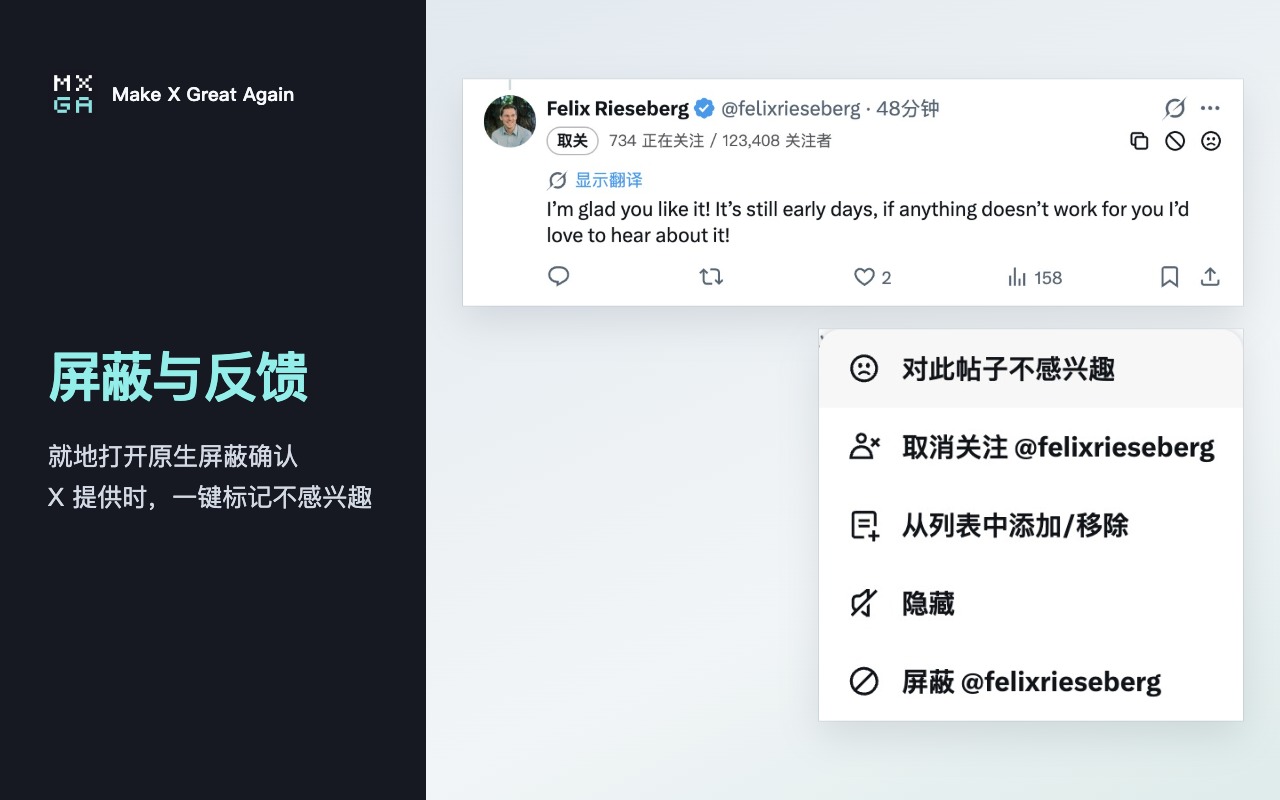 MX
GA
Make X Great Again
屏蔽与反馈
就地打开原生屏蔽确认
X 提供时，一键标记不感兴趣
Felix Rieseberg @felixrieseberg · 48分钟
取关 734 正在关注 / 123,408 关注者
显示翻译
I’m glad you like it! It’s still early days, if anything doesn’t work for you I’d
love to hear about it!
2 158
对此帖子不感兴趣
取消关注 @felixrieseberg
从列表中添加/移除
隐藏
屏蔽 @felixrieseberg